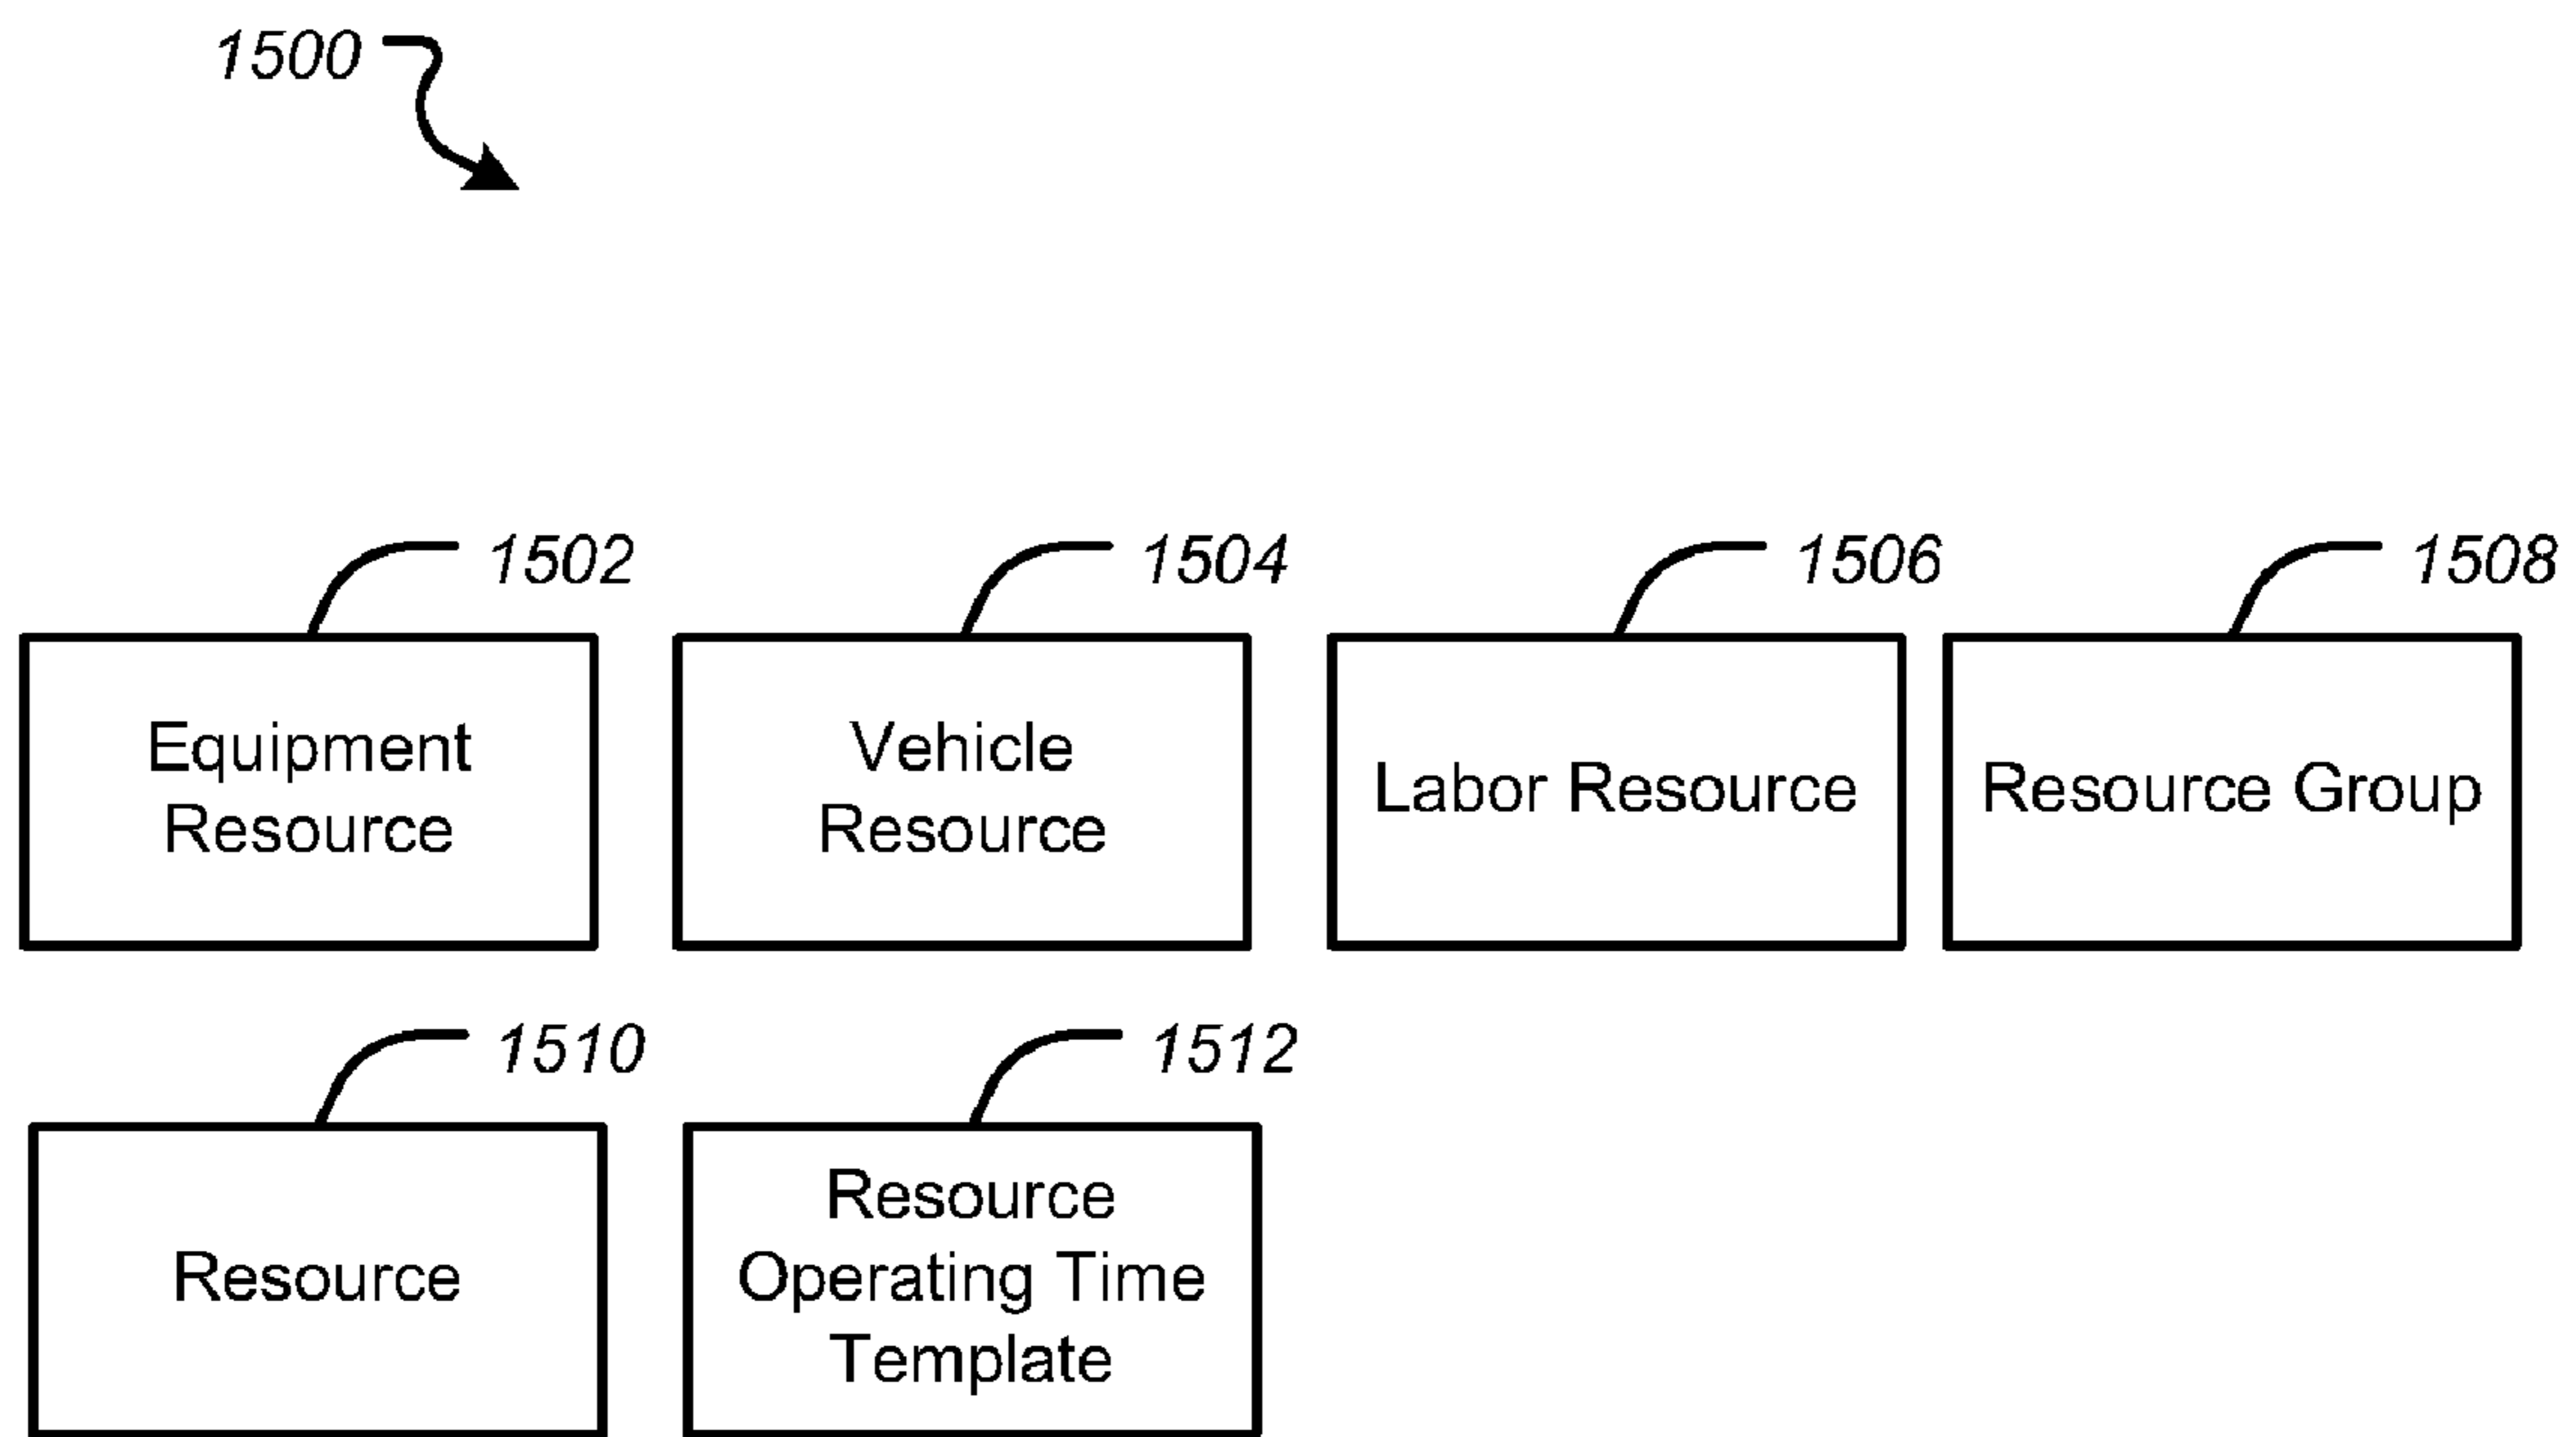 1500
1502
1504
1506
1508
Equipment
Resource
Vehicle
Resource
Labor Resource
Resource Group
1510
1512
Resource
Resource
Operating Time
Template